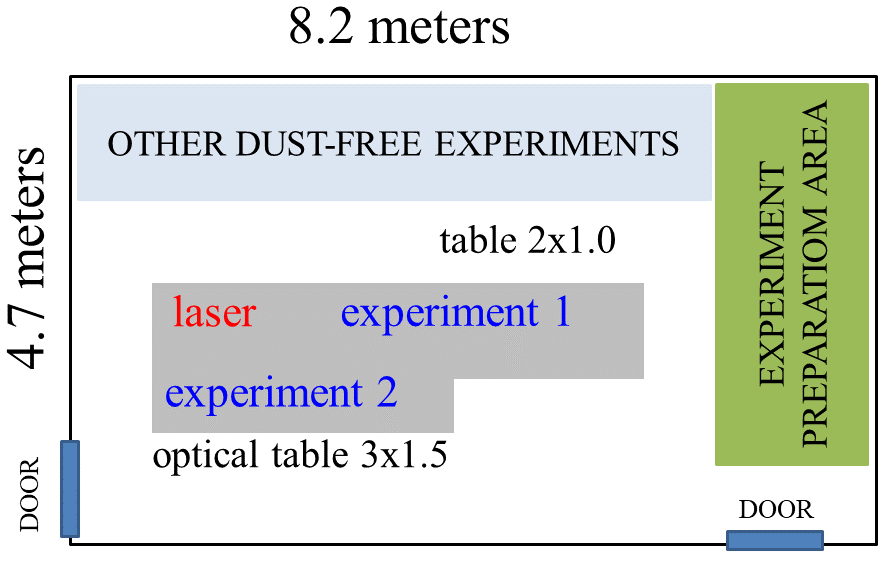 8.2 meters
4.7 meters
OTHER DUST-FREE EXPERIMENTS
EXPERIMENT
PREPARATIOM AREA
table 2x1.0
laser
experiment 1
experiment 2
optical table 3x1.5
DOOR
DOOR